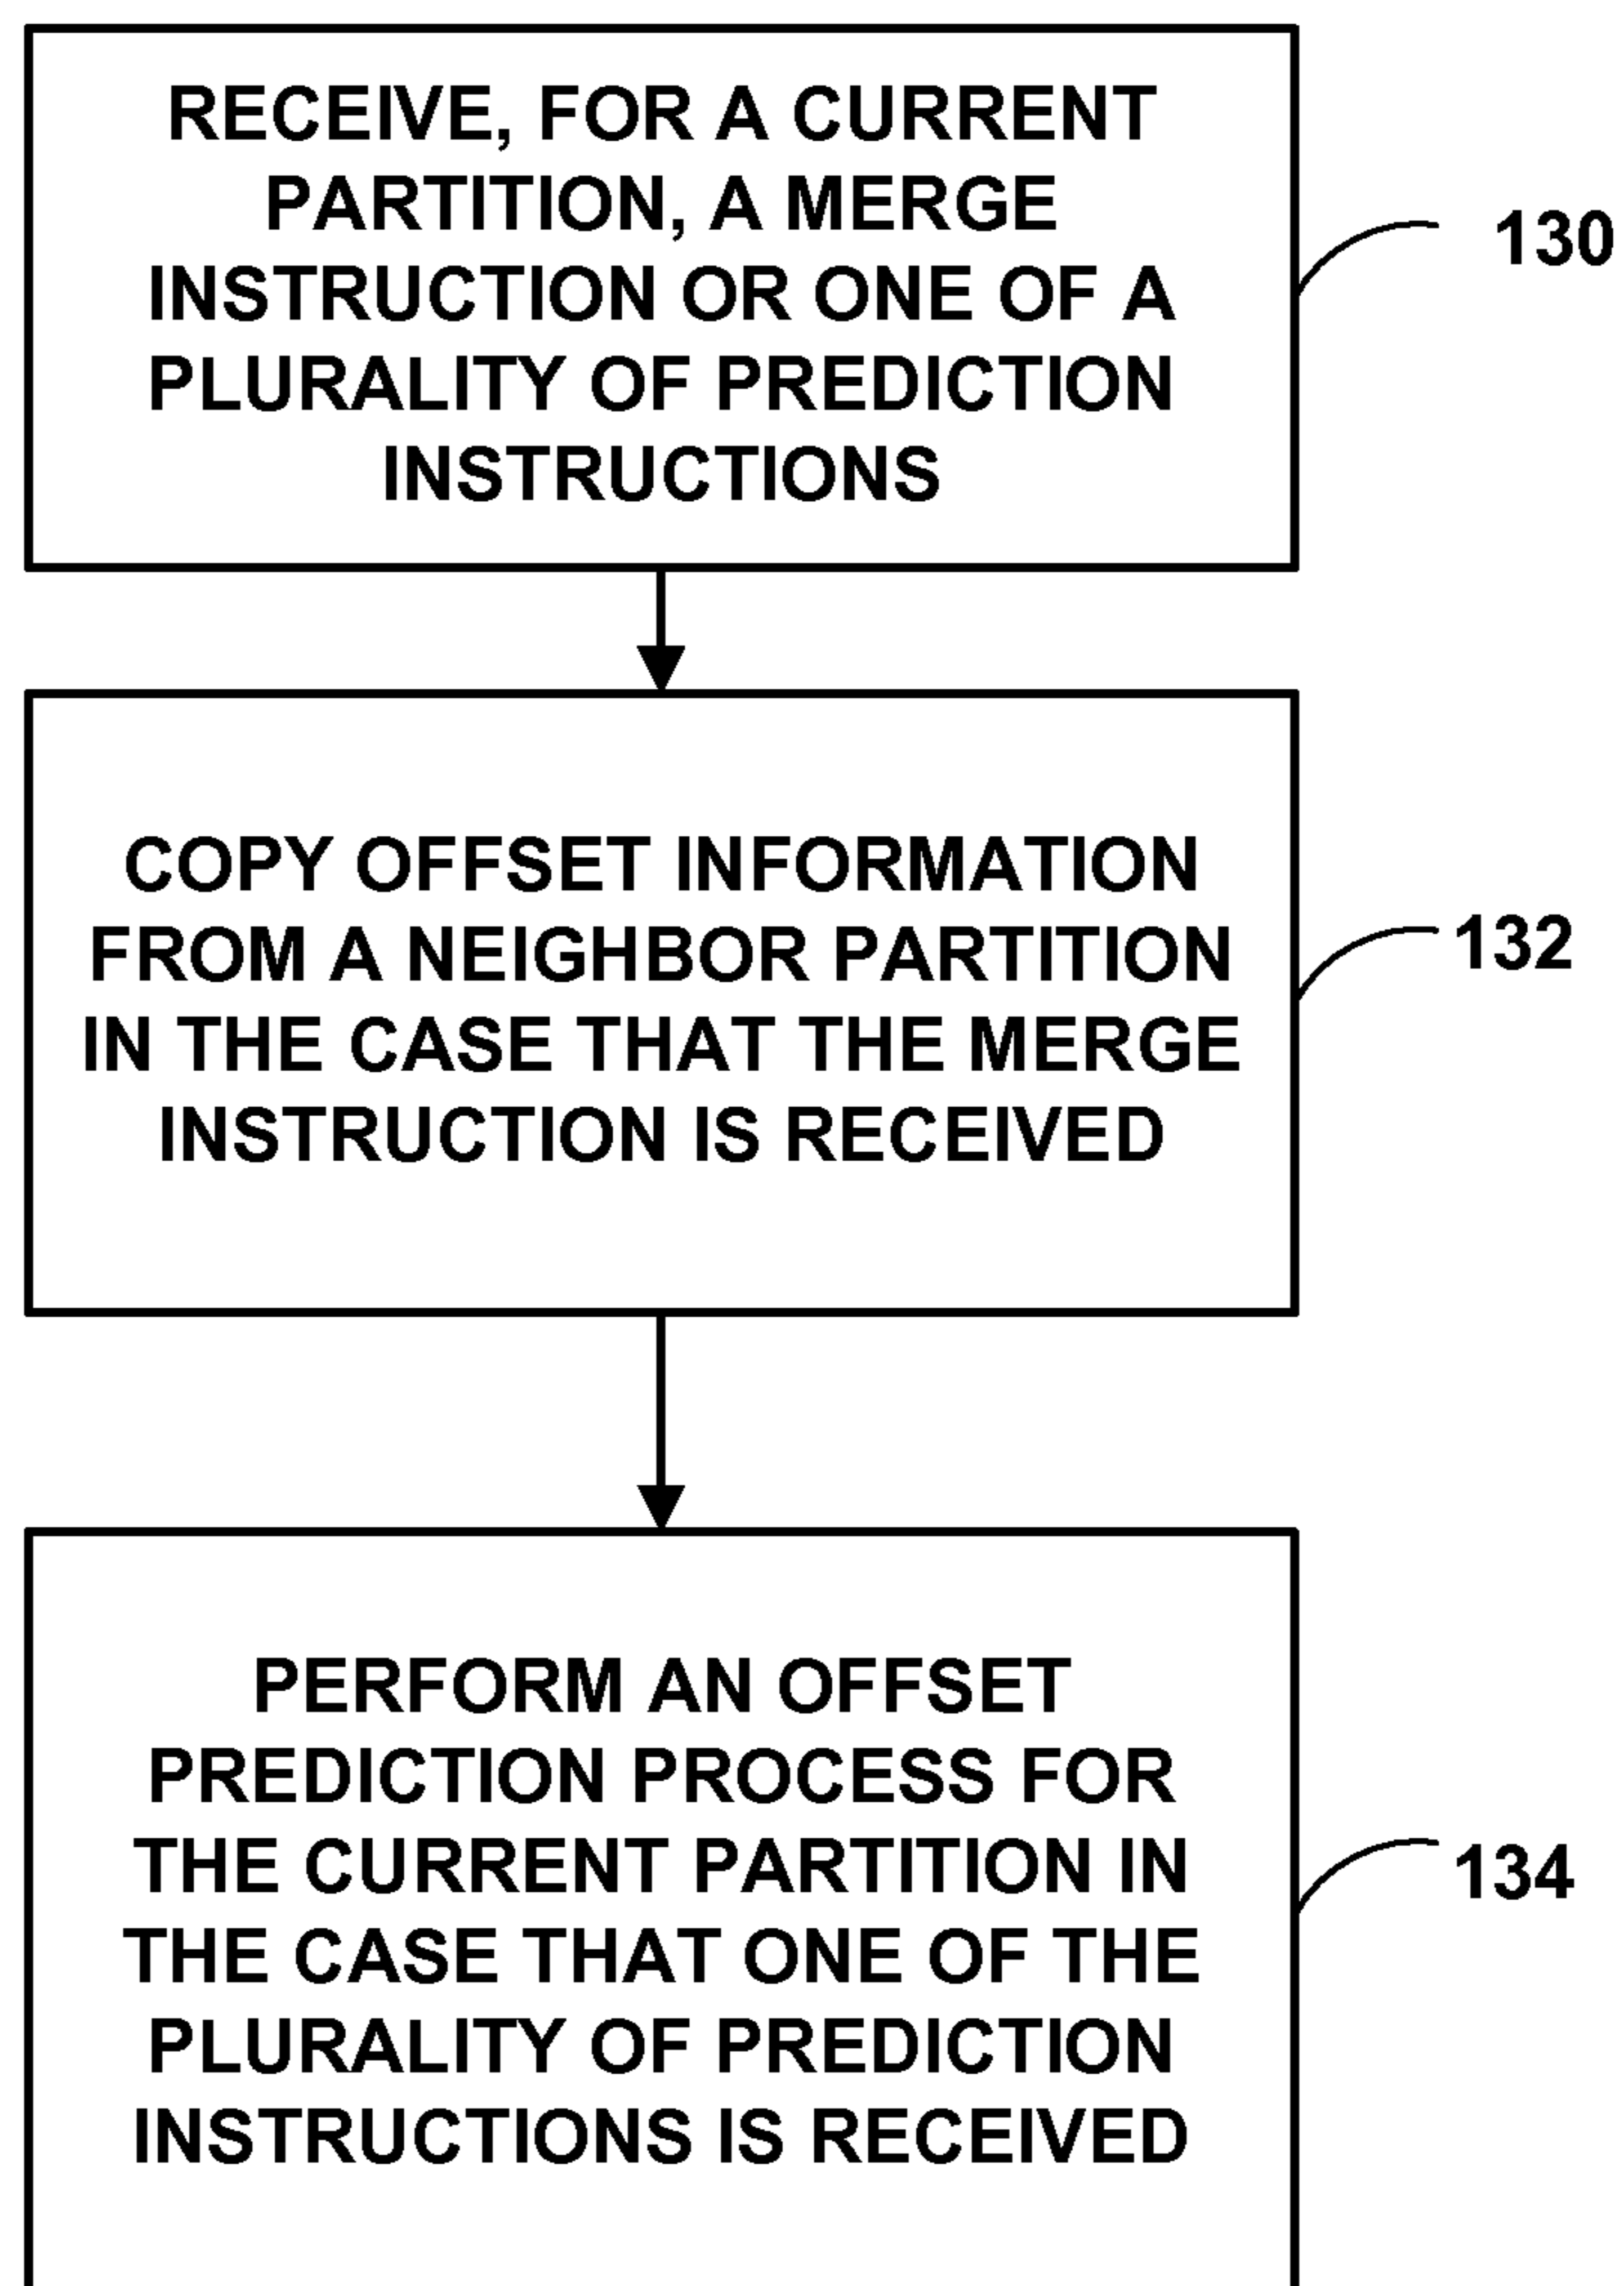 RECEIVE, FOR A CURRENT
PARTITION, A MERGE
INSTRUCTION OR ONE OF A
PLURALITY OF PREDICTION
INSTRUCTIONS
130
COPY OFFSET INFORMATION
FROM A NEIGHBOR PARTITION
IN THE CASE THAT THE MERGE
INSTRUCTION IS RECEIVED
132
PERFORM AN OFFSET
PREDICTION PROCESS FOR
THE CURRENT PARTITION IN
THE CASE THAT ONE OF THE
PLURALITY OF PREDICTION
INSTRUCTIONS IS RECEIVED
134